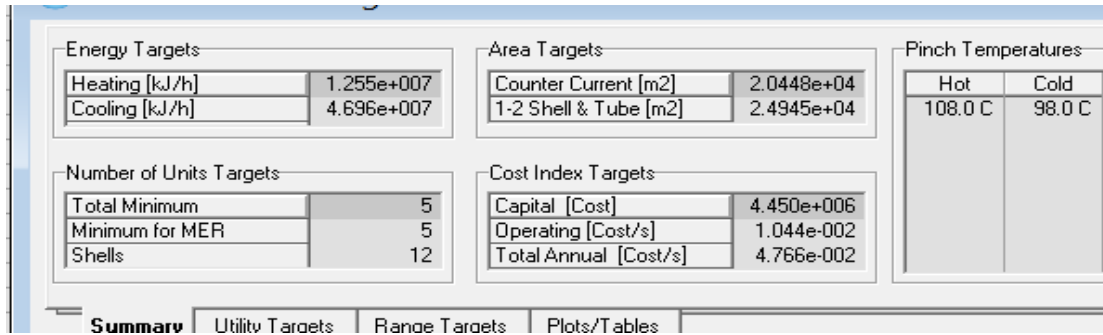 Energy Targets
Heating [kJ/h] 1.255e+007
Cooling [kJ/h] 4.696e+007
Area Targets
Counter Current [m2] 2.0448e+04
1-2 Shell & Tube [m2] 2.4945e+04
Pinch Temperatures
Hot Cold
108.0 C 98.0 C
Number of Units Targets
Total Minimum 5
Minimum for MER 5
Shells 12
Cost Index Targets
Capital [Cost] 4.450e+006
Operating [Cost/s] 1.044e-002
Total Annual [Cost/s] 4.766e-002
Summary Utility Targets Range Targets Plots/Tables